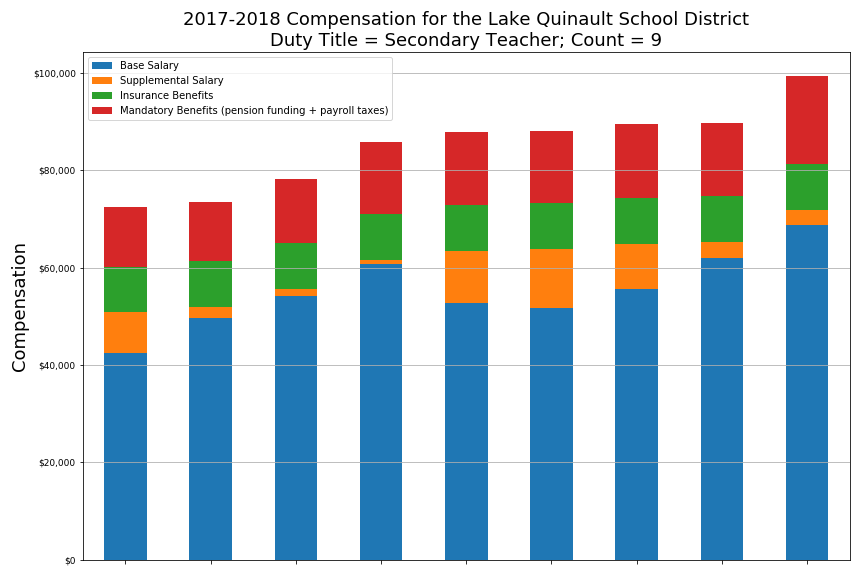 2017-2018 Compensation for the Lake Quinault School District
Duty Title = Secondary Teacher; Count = 9
Base Salary
Supplemental Salary
Insurance Benefits
Mandatory Benefits (pension funding + payroll taxes)
$100,000
$80,000
$60,000
$40,000
$20,000
$0
Compensation